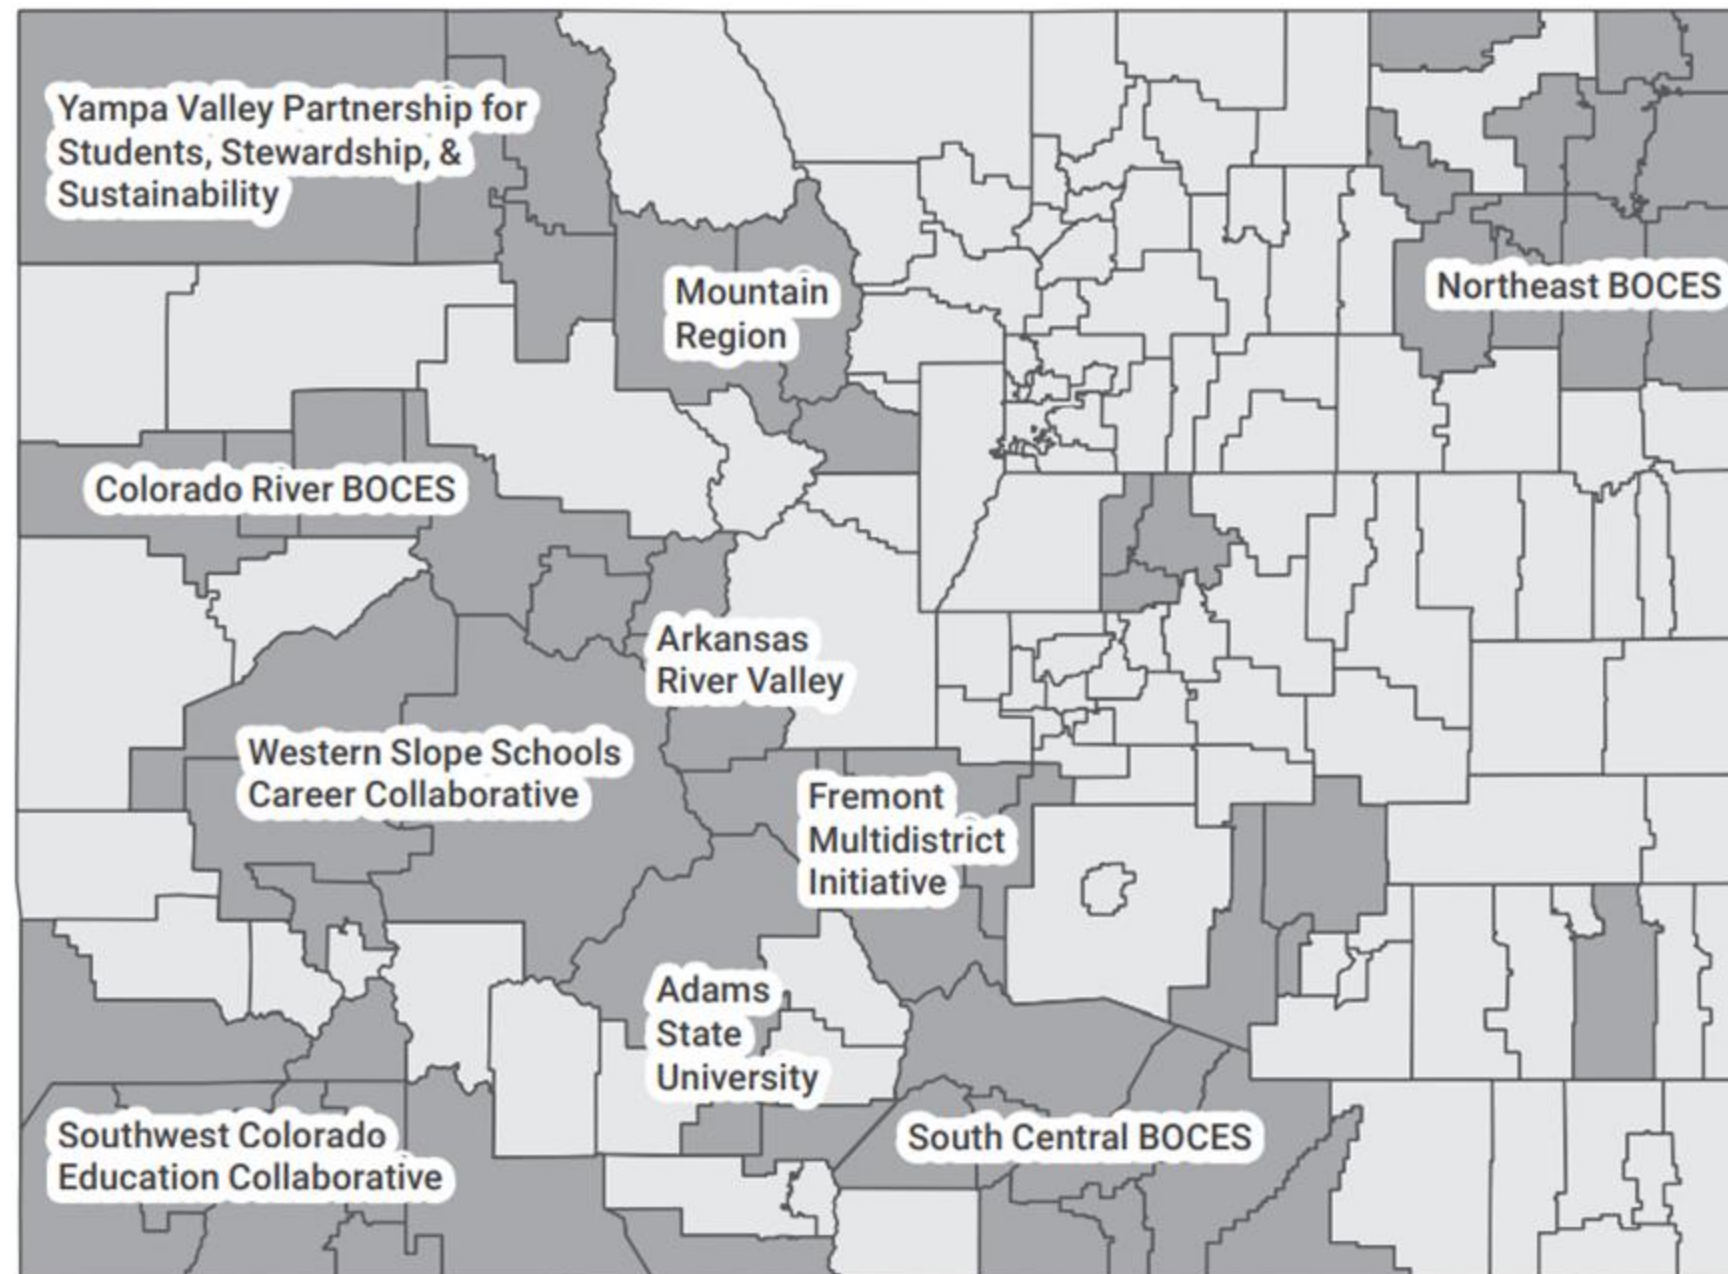 Yampa Valley Partnership for
Students, Stewardship, &
Sustainability
Mountain
Region
Northeast BOCES
Colorado River BOCES
Arkansas
River Valley
Western Slope Schools
Career Collaborative
Fremont
Multidistrict
Initiative
Adams
State
University
Southwest Colorado
Education Collaborative
South Central BOCES